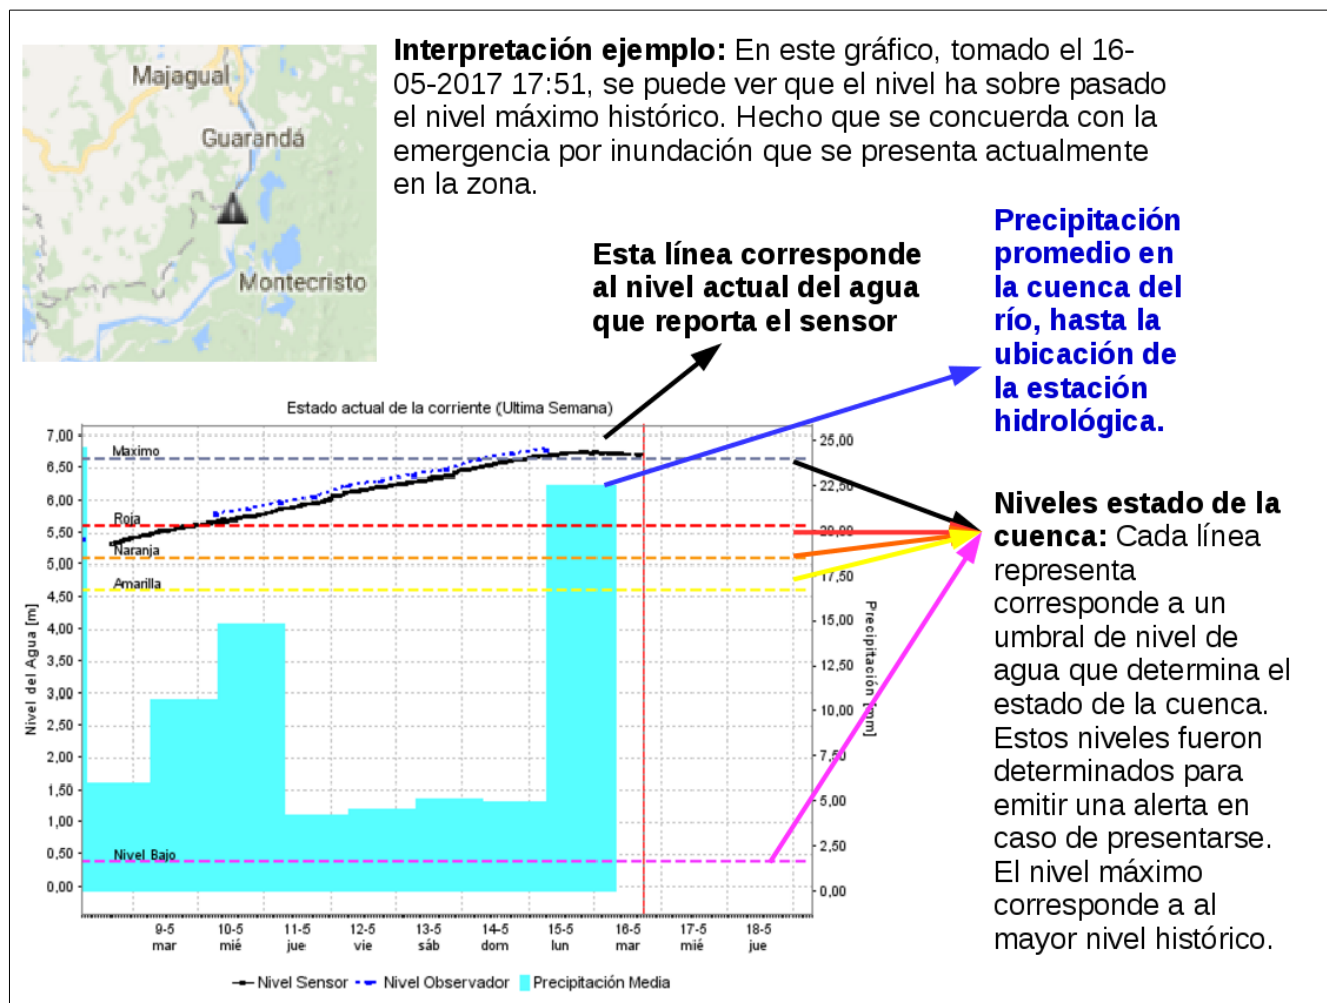 Majagual
Guarandá
Montecristo
Interpretación ejemplo: En este gráfico, tomado el 16-
05-2017 17:51, se puede ver que el nivel ha sobre pasado
el nivel máximo histórico. Hecho que se concuerda con la
emergencia por inundación que se presenta actualmente
en la zona.
Esta línea corresponde
al nivel actual del agua
que reporta el sensor
Precipitación
promedio en
la cuenca del
río, hasta la
ubicación de
la estación
hidrológica.
Niveles estado de la
cuenca: Cada línea
representa
corresponde a un
umbral de nivel de
agua que determina el
estado de la cuenca.
Estos niveles fueron
determinados para
emitir una alerta en
caso de presentarse.
El nivel máximo
corresponde a al
mayor nivel histórico.
Estado actual de la corriente (Ultima Semana)
Nivel del Agua [m]
7,00
6,50
6,00
5,50
5,00
4,50
4,00
3,50
3,00
2,50
2,00
1,50
1,00
0,50
0,00
Maximo
Roja
Naranja
Amarilla
Nivel Bajo
25,00
22,50
20,00
17,50
15,00
12,50
10,00
7,50
5,00
2,50
0,00
Precipitación [mm]
9-5 10-5 11-5 12-5 13-5 14-5 15-5 16-5 17-5 18-5
mar mié jue vie sáb dom lun mar mié jue
Nivel Sensor Nivel Observador Precipitación Media